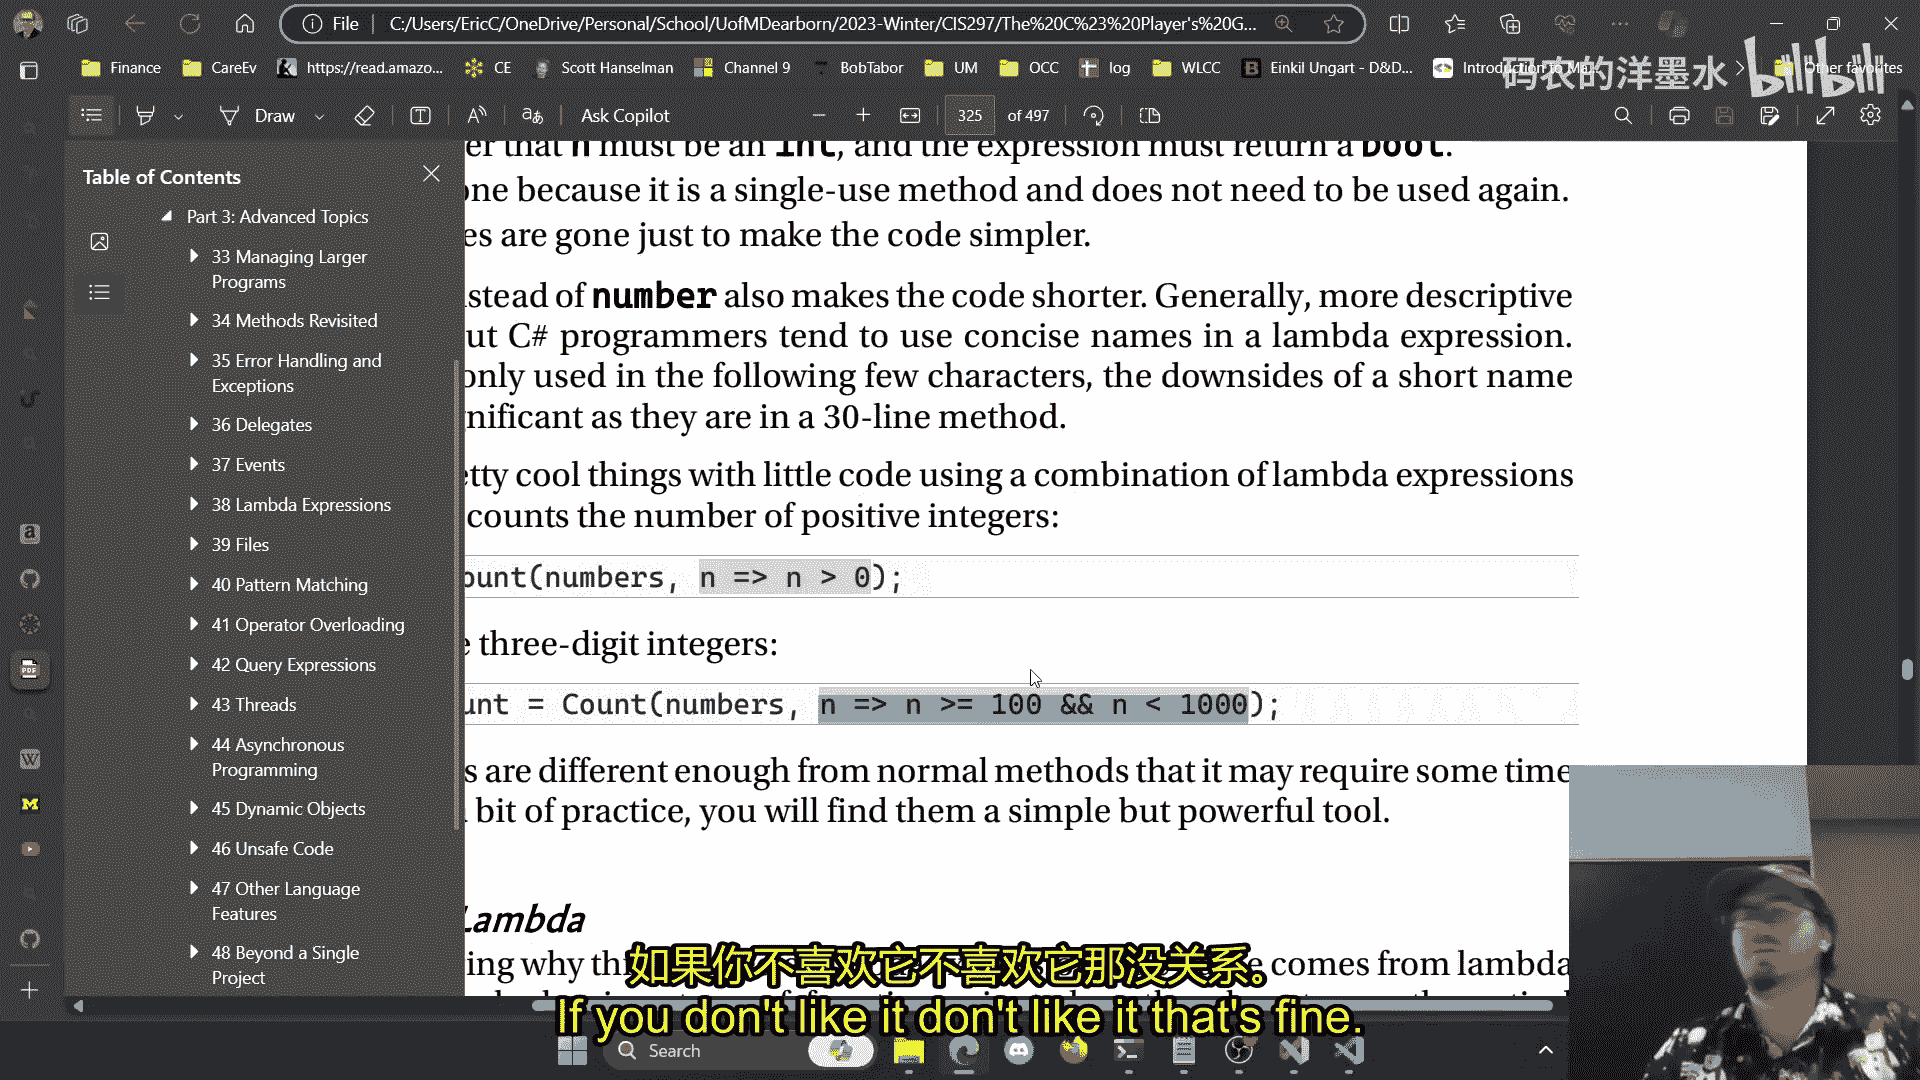 File
C:/Users/EricC/OneDrive/Personal/School/UofMDearborn/2023-Winter/CIS297/The%20C%23%20Player's%20G...
Finance
CareEv
https://read.amazo...
CE
Scott Hanselman
Channel 9
BobTabor
UM
OCC
log
WLCC
Einkil Ungart - D&D...
Other favorites
码农的洋墨水
bilibili
Draw
Ask Copilot
325
of 497
Table of Contents
Part 3: Advanced Topics
33 Managing Larger
Programs
34 Methods Revisited
35 Error Handling and
Exceptions
36 Delegates
37 Events
38 Lambda Expressions
39 Files
40 Pattern Matching
41 Operator Overloading
42 Query Expressions
43 Threads
44 Asynchronous
Programming
45 Dynamic Objects
46 Unsafe Code
47 Other Language
Features
48 Beyond a Single
Project
er that n must be an int, and the expression must return a bool.
one because it is a single-use method and does not need to be used again.
es are gone just to make the code simpler.
stead of number also makes the code shorter. Generally, more descriptive
ut C# programmers tend to use concise names in a lambda expression.
only used in the following few characters, the downsides of a short name
nificant as they are in a 30-line method.
etty cool things with little code using a combination of lambda expressions
counts the number of positive integers:
ount(numbers, n => n > 0);
e three-digit integers:
unt = Count(numbers, n => n >= 100 && n < 1000);
s are different enough from normal methods that it may require some time
bit of practice, you will find them a simple but powerful tool.
Lambda
ing why th
e comes from lambda
如果你不喜欢它不喜欢它那没关系。
If you don't like it don't like it that's fine.
Search